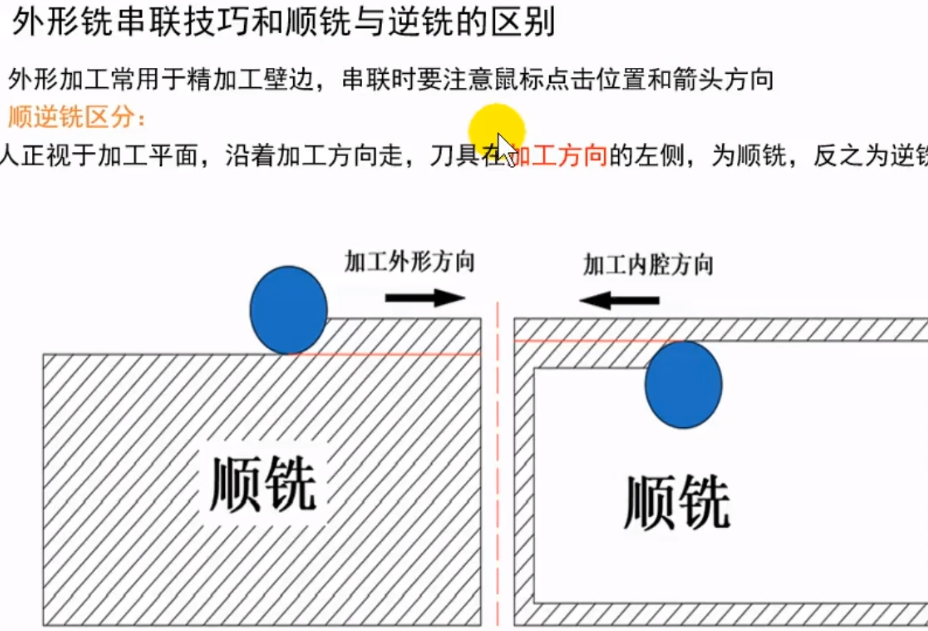 外形铣串联技巧和顺铣与逆铣的区别
外形加工常用于精加工壁边，串联时要注意鼠标点击位置和箭头方向
顺逆铣区分：
人正视于加工平面，沿着加工方向走，刀具在加工方向的左侧，为顺铣，反之为逆铣
加工外形方向
加工内腔方向
顺铣
顺铣